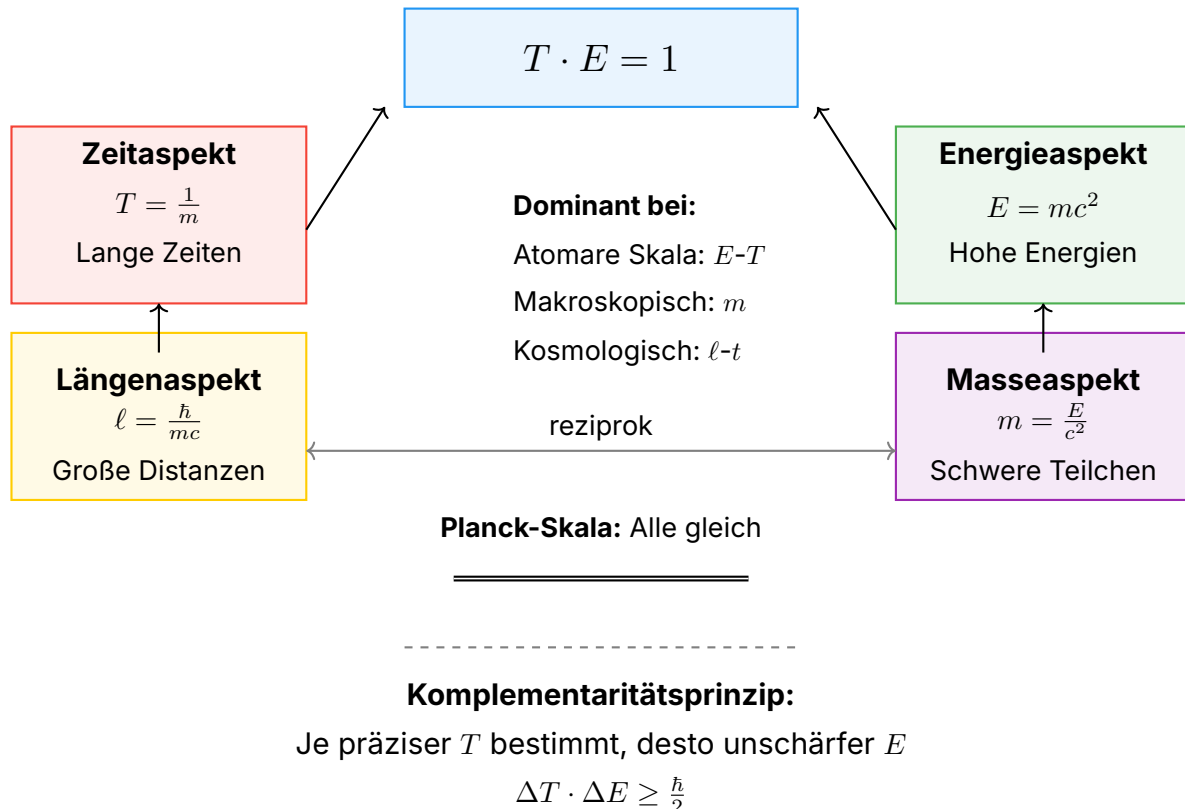 T · E = 1
Zeitaspekt
T = 1/m
Lange Zeiten
Energieaspekt
E = mc²
Hohe Energien
Dominant bei:
Atomare Skala: E-T
Makroskopisch: m
Kosmologisch: ℓ-t
Längenaspekt
ℓ = ħ/mc
Große Distanzen
reziprok
Masseaspekt
m = E/c²
Schwere Teilchen
Planck-Skala: Alle gleich
Komplementaritätsprinzip:
Je präziser T bestimmt, desto unschärfer E
ΔT · ΔE ≥ ħ/2